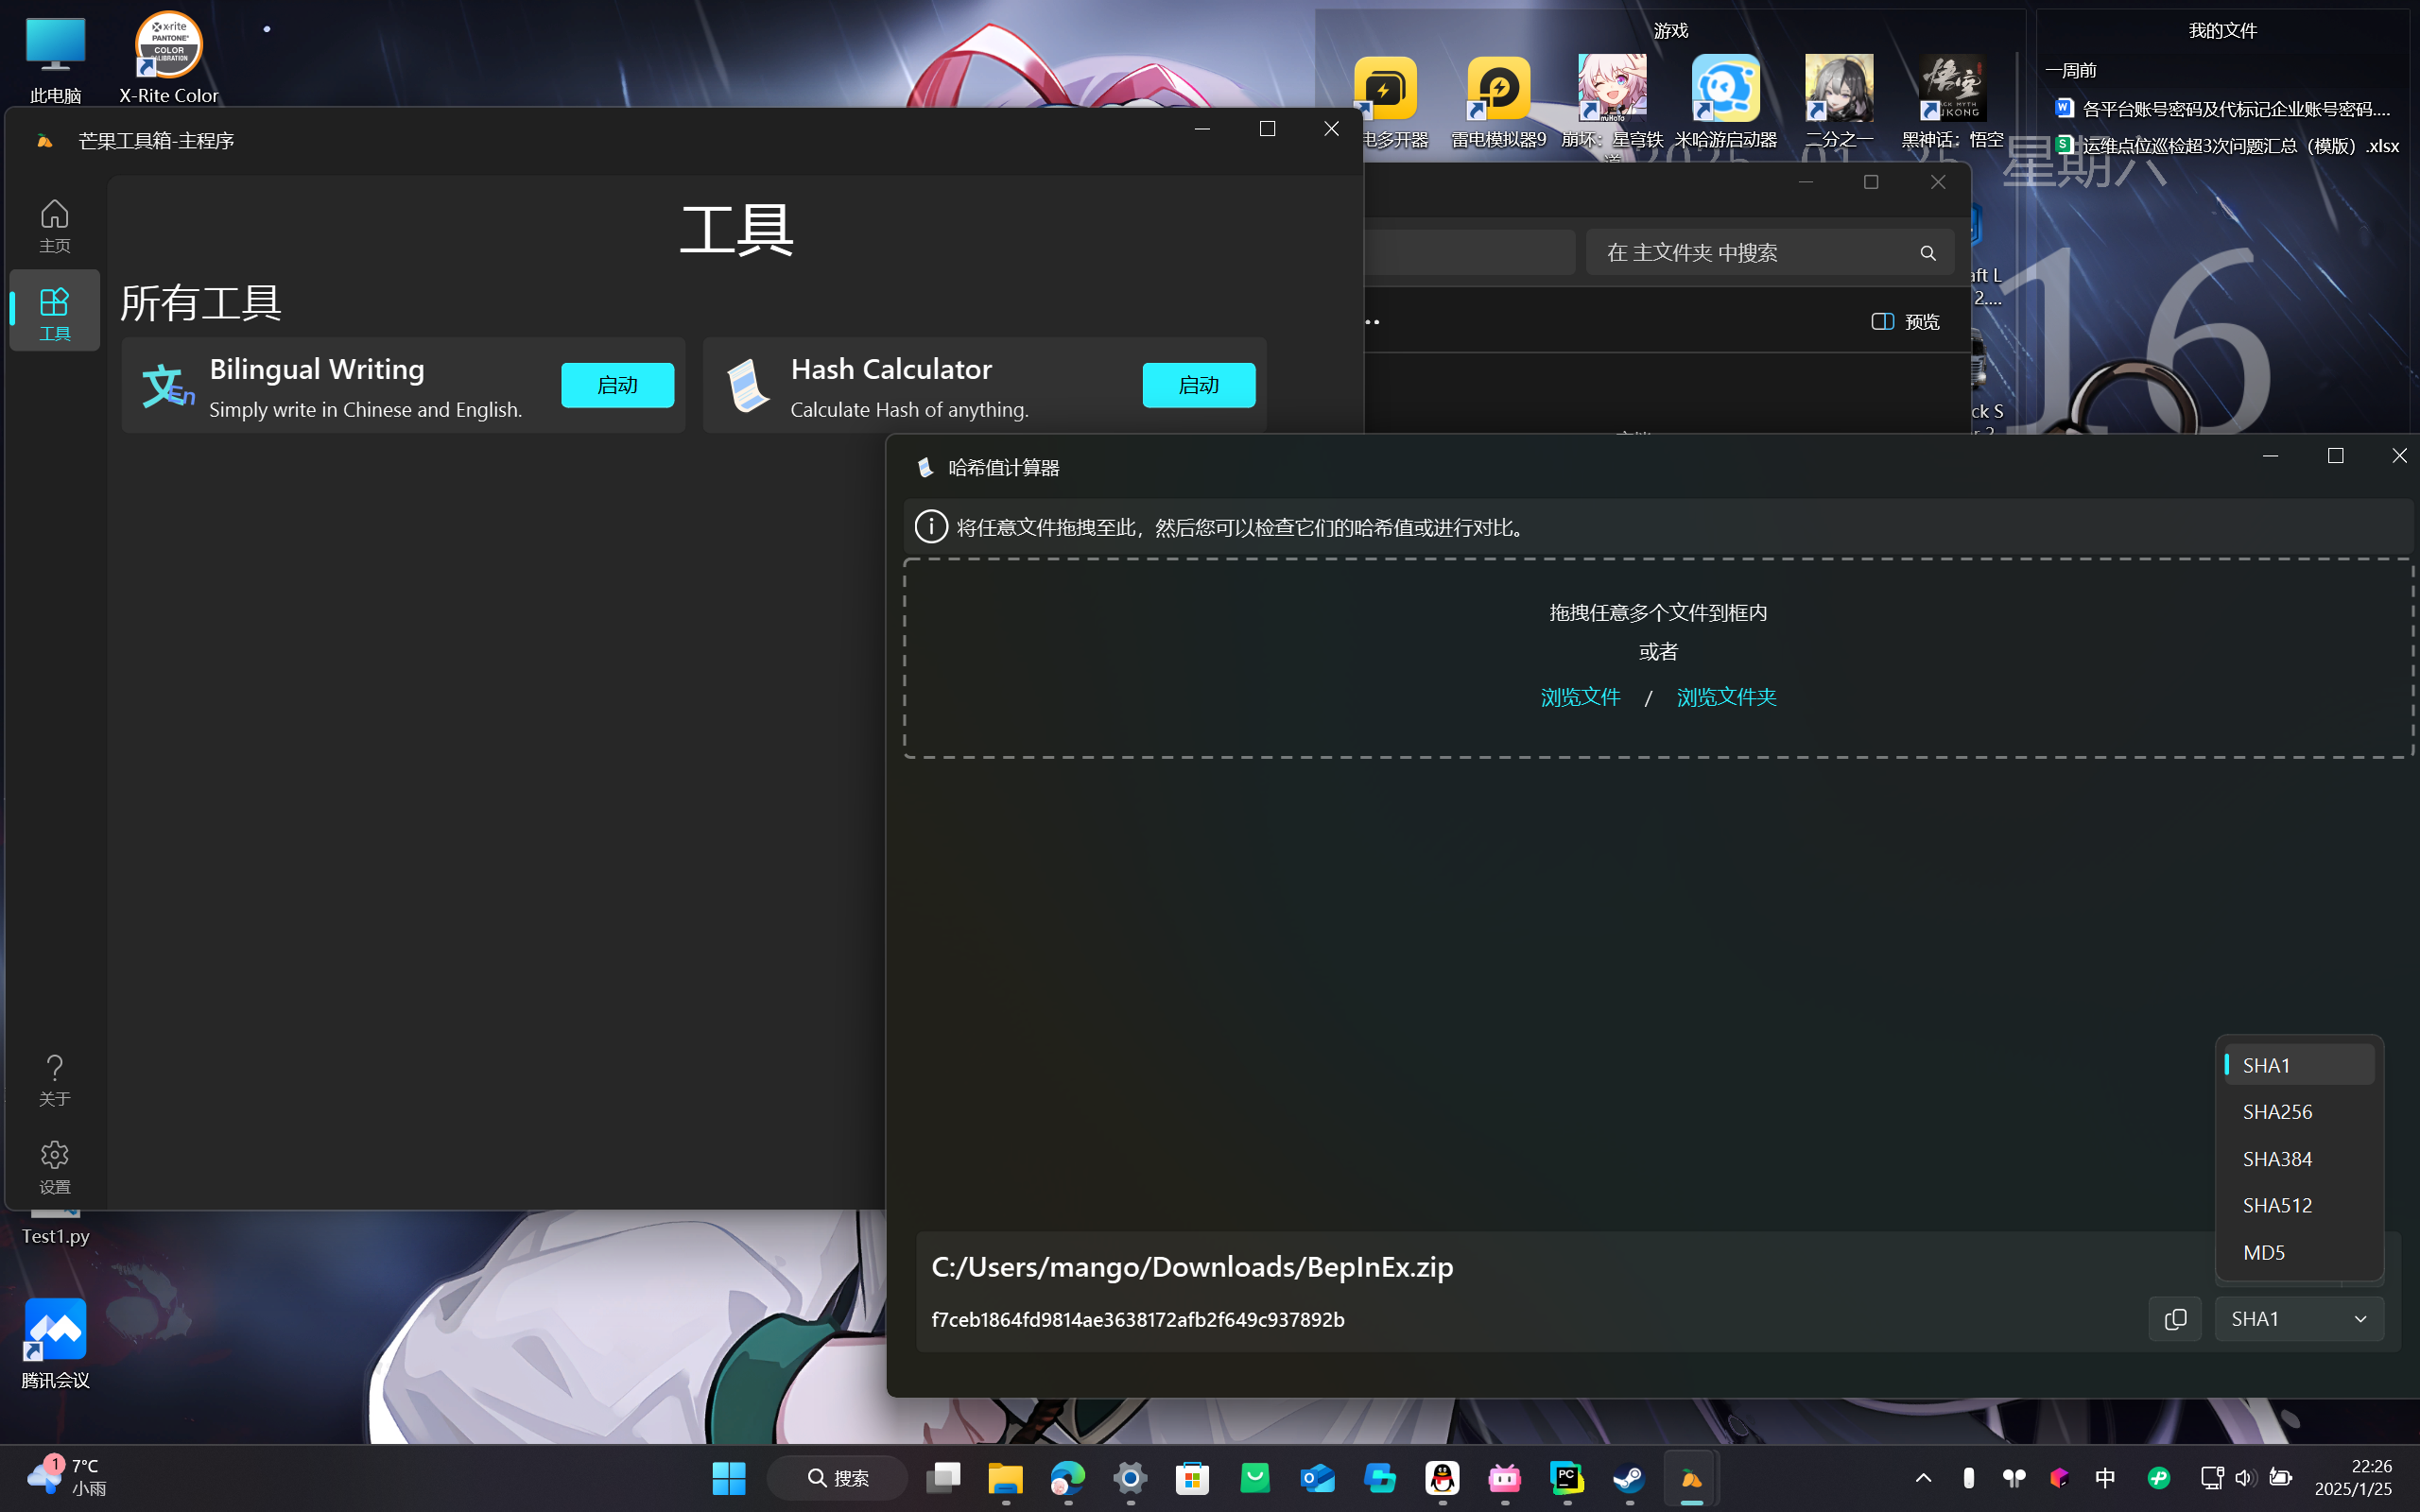 此电脑
X-Rite Color
x·rite
PANTONE
COLOR
游戏
雷电模拟器9
崩坏：星穹铁
米哈游启动器
二分之一
黑神话：悟空
我的文件
一周前
各平台账号密码及代标记企业账号密码....
运维点位巡检超3次问题汇总（模版）.xlsx
星期六
16
芒果工具箱-主程序
主页
工具
关于
设置
工具
所有工具
Bilingual Writing
Simply write in Chinese and English.
启动
Hash Calculator
Calculate Hash of anything.
启动
在 主文件夹 中搜索
预览
哈希值计算器
将任意文件拖拽至此，然后您可以检查它们的哈希值或进行对比。
拖拽任意多个文件到框内
或者
浏览文件 / 浏览文件夹
SHA1
SHA256
SHA384
SHA512
MD5
C:/Users/mango/Downloads/BepInEx.zip
f7ceb1864fd9814ae3638172afb2f649c937892b
SHA1
Test1.py
腾讯会议
1
7°C
小雨
搜索
中
22:26
2025/1/25